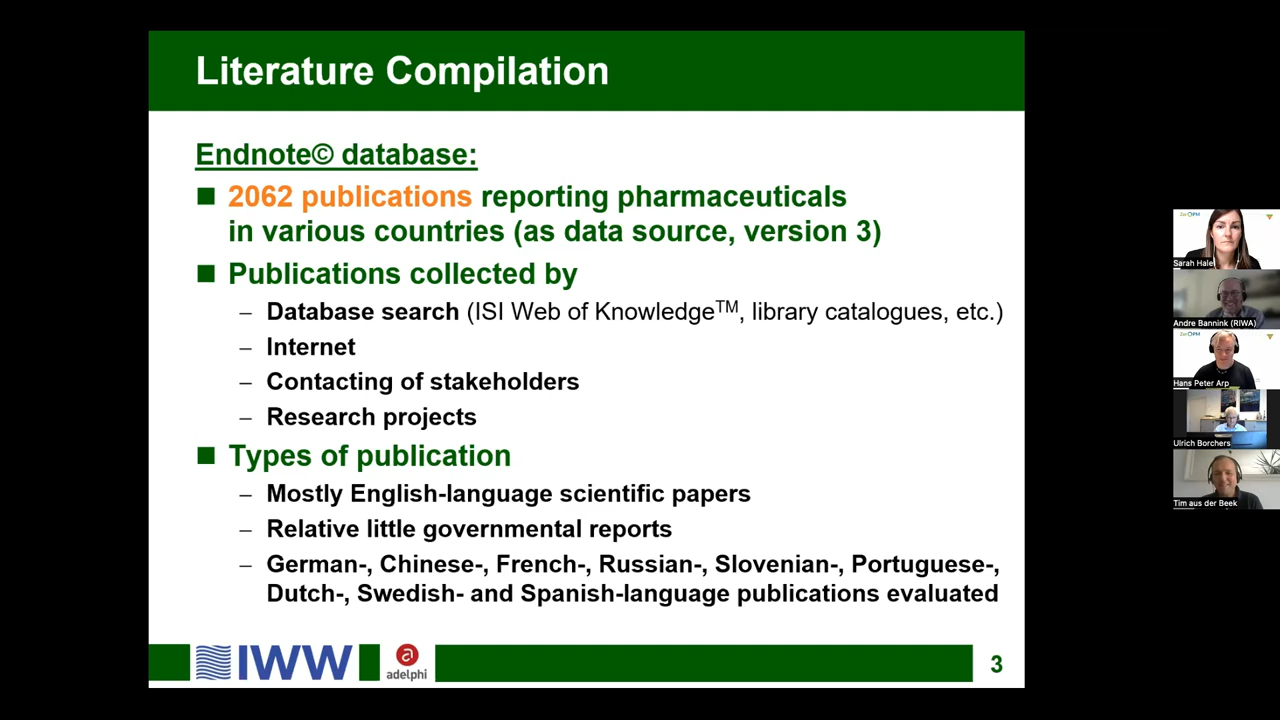 Literature Compilation
Endnote© database:
2062 publications reporting pharmaceuticals
in various countries (as data source, version 3)
Publications collected by
– Database search (ISI Web of Knowledge™, library catalogues, etc.)
– Internet
– Contacting of stakeholders
– Research projects
Types of publication
– Mostly English-language scientific papers
– Relative little governmental reports
– German-, Chinese-, French-, Russian-, Slovenian-, Portuguese-,
Dutch-, Swedish- and Spanish-language publications evaluated
IWW
adelphi
3
Sarah Hale
Andre Bannink (RIWA)
Hans Peter Arp
Ulrich Borchers
Tim aus der Beek